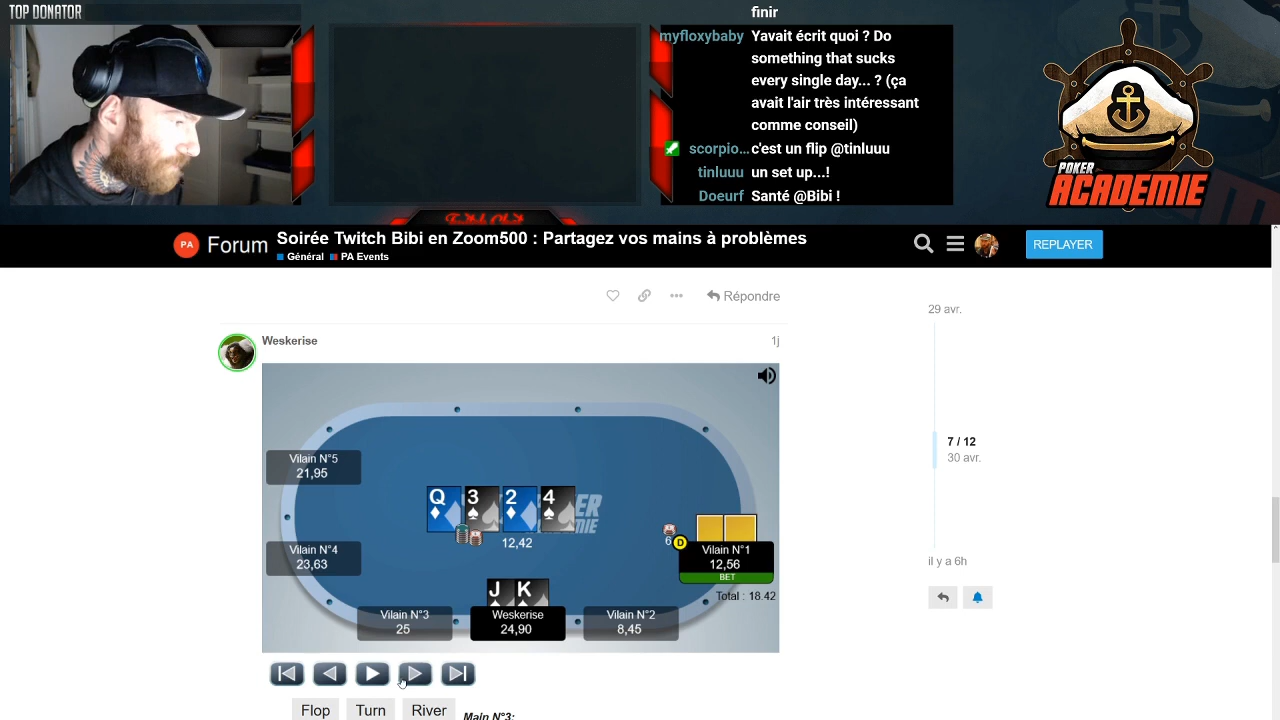 TOP DONATOR
finir
myfloxybaby Yavait écrit quoi ? Do
something that sucks
every single day... ? (ça
avait l'air très intéressant
comme conseil)
scorpio... c'est un flip @tinluuu
tinluuu un set up...!
Doeurf Santé @Bibi !
POKER
ACADEMIE
PA Forum
Soirée Twitch Bibi en Zoom500 : Partagez vos mains à problèmes
Général PA Events
REPLAYER
Répondre
29 avr.
Weskerise 1j
Vilain N°5
21,95
Q 3 2 4
12,42
6
D
Vilain N°4
23,63
Vilain N°1
12,56
BET
Total : 18.42
J K
Vilain N°3
25
Weskerise
24,90
Vilain N°2
8,45
7 / 12
30 avr.
il y a 6h
Flop Turn River Main N°3: